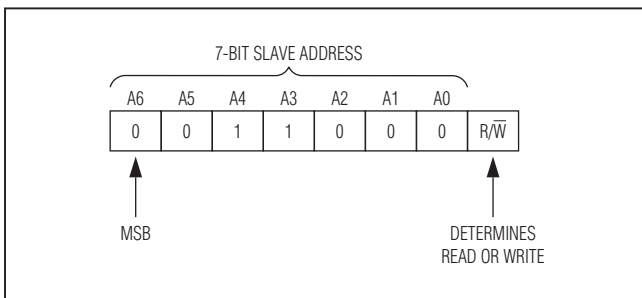 7-BIT SLAVE ADDRESS
A6 A5 A4 A3 A2 A1 A0
0 0 1 1 0 0 0 R/W̅
MSB
DETERMINES
READ OR WRITE